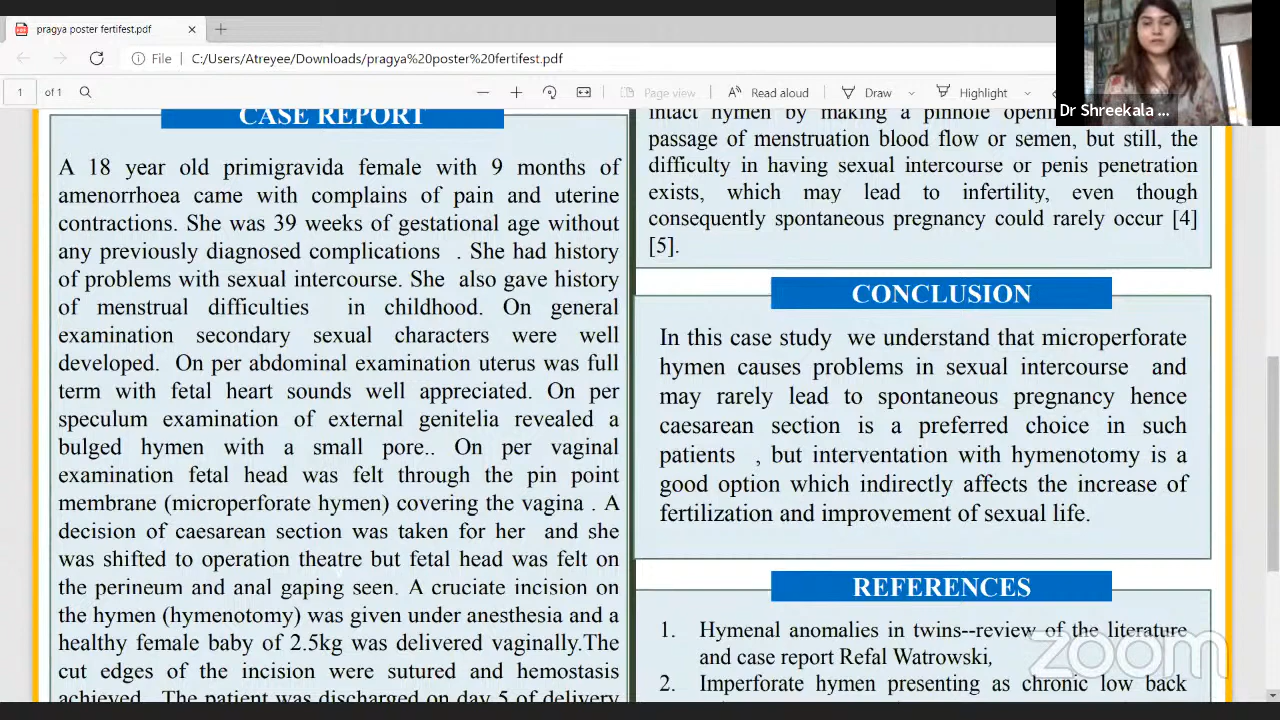 pragya poster fertifest.pdf
File
C:/Users/Atreyee/Downloads/pragya%20poster%20fertifest.pdf
1 of 1
Page view
Read aloud
Draw
Highlight
Dr Shreekala ...
CASE REPORT
A 18 year old primigravida female with 9 months of
amenorrhoea came with complains of pain and uterine
contractions. She was 39 weeks of gestational age without
any previously diagnosed complications . She had history
of problems with sexual intercourse. She also gave history
of menstrual difficulties in childhood. On general
examination secondary sexual characters were well
developed. On per abdominal examination uterus was full
term with fetal heart sounds well appreciated. On per
speculum examination of external genitelia revealed a
bulged hymen with a small pore.. On per vaginal
examination fetal head was felt through the pin point
membrane (microperforate hymen) covering the vagina . A
decision of caesarean section was taken for her and she
was shifted to operation theatre but fetal head was felt on
the perineum and anal gaping seen. A cruciate incision on
the hymen (hymenotomy) was given under anesthesia and a
healthy female baby of 2.5kg was delivered vaginally.The
cut edges of the incision were sutured and hemostasis
achieved. The patient was discharged on day 5 of delivery
intact hymen by making a pinhole
passage of menstruation blood flow or semen, but still, the
difficulty in having sexual intercourse or penis penetration
exists, which may lead to infertility, even though
consequently spontaneous pregnancy could rarely occur [4]
[5].
CONCLUSION
In this case study we understand that microperforate
hymen causes problems in sexual intercourse and
may rarely lead to spontaneous pregnancy hence
caesarean section is a preferred choice in such
patients , but interventation with hymenotomy is a
good option which indirectly affects the increase of
fertilization and improvement of sexual life.
REFERENCES
1. Hymenal anomalies in twins--review of the literature
and case report Refal Watrowski,
2. Imperforate hymen presenting as chronic low back
zoom